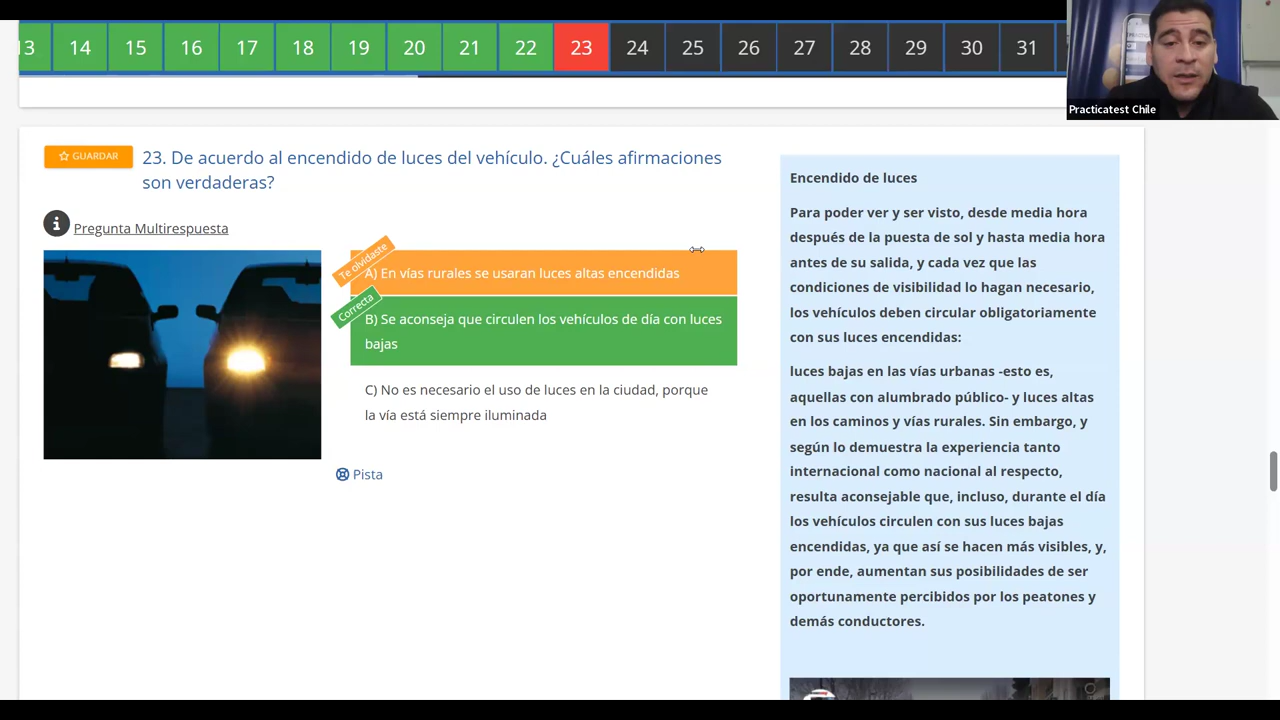 13
14
15
16
17
18
19
20
21
22
23
24
25
26
27
28
29
30
31
Practicatest Chile
GUARDAR
23. De acuerdo al encendido de luces del vehículo. ¿Cuáles afirmaciones
son verdaderas?
Pregunta Multirespuesta
Te olvidaste
A) En vías rurales se usaran luces altas encendidas
Correcta
B) Se aconseja que circulen los vehículos de día con luces
bajas
C) No es necesario el uso de luces en la ciudad, porque
la vía está siempre iluminada
Pista
Encendido de luces
Para poder ver y ser visto, desde media hora
después de la puesta de sol y hasta media hora
antes de su salida, y cada vez que las
condiciones de visibilidad lo hagan necesario,
los vehículos deben circular obligatoriamente
con sus luces encendidas:
luces bajas en las vías urbanas -esto es,
aquellas con alumbrado público- y luces altas
en los caminos y vías rurales. Sin embargo, y
según lo demuestra la experiencia tanto
internacional como nacional al respecto,
resulta aconsejable que, incluso, durante el día
los vehículos circulen con sus luces bajas
encendidas, ya que así se hacen más visibles, y,
por ende, aumentan sus posibilidades de ser
oportunamente percibidos por los peatones y
demás conductores.